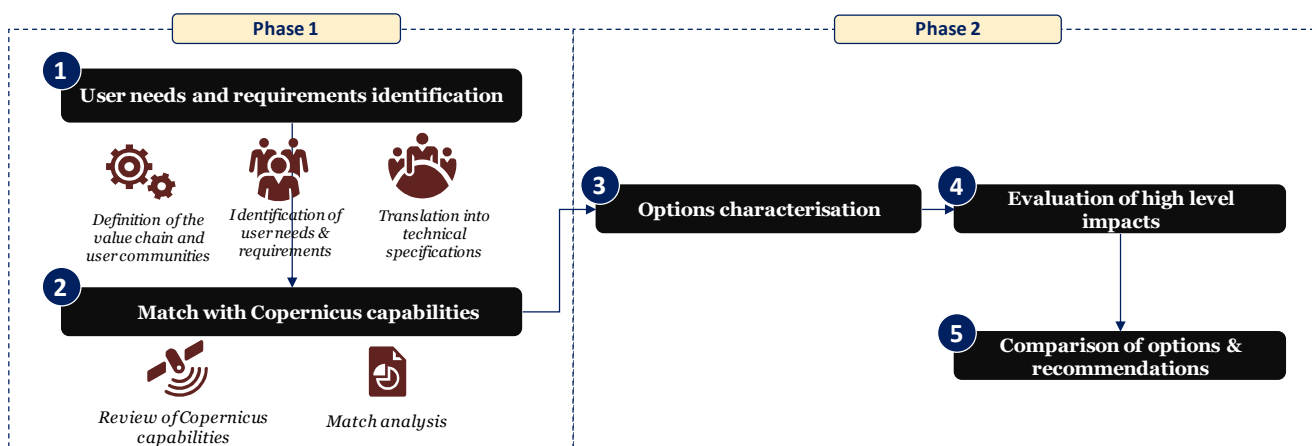 Phase 1
Phase 2
1
User needs and requirements identification
Definition of the
value chain and
user communities
Identification of
user needs &
requirements
Translation into
technical
specifications
2
Match with Copernicus capabilities
Review of Copernicus
capabilities
Match analysis
3
Options characterisation
4
Evaluation of high level
impacts
5
Comparison of options &
recommendations